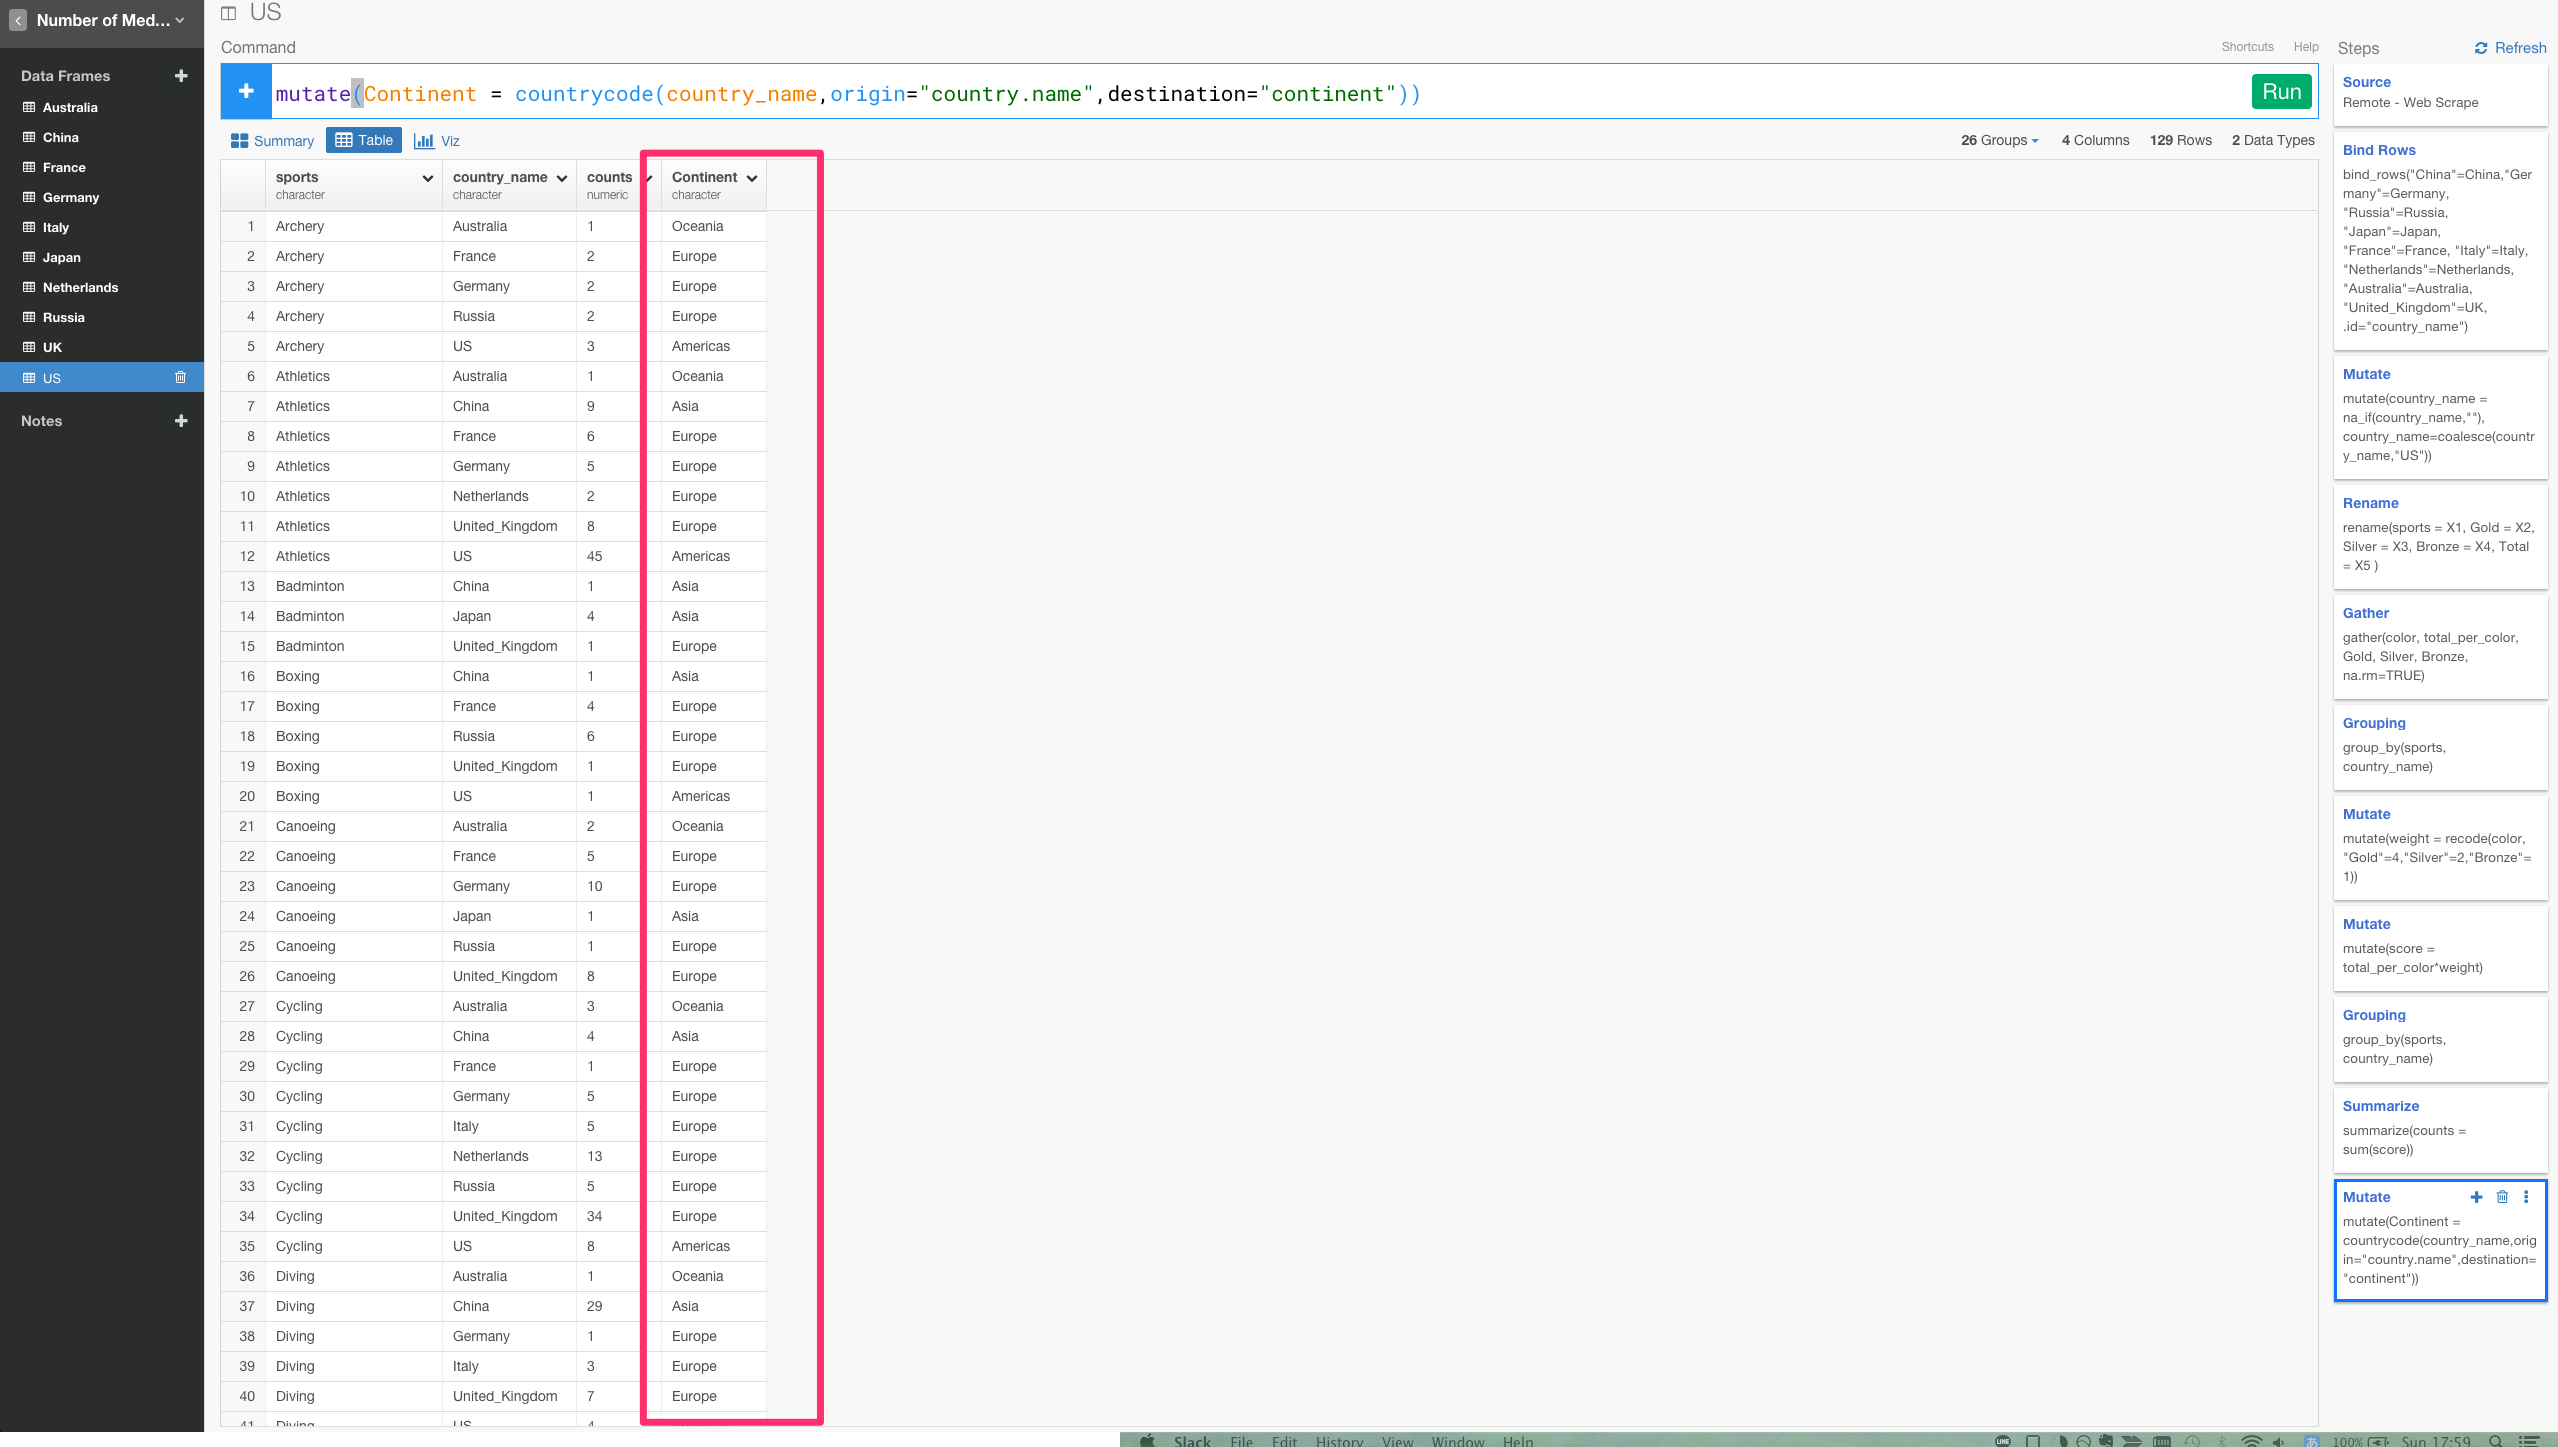 Number of Med...
Data Frames
Australia
China
France
Germany
Italy
Japan
Netherlands
Russia
UK
US
Notes
US
Command
Shortcuts Help
mutate(Continent = countrycode(country_name,origin="country.name",destination="continent"))
Run
Summary Table Viz
26 Groups 4 Columns 129 Rows 2 Data Types
sports country_name counts Continent
character character numeric character
1 Archery Australia 1 Oceania
2 Archery France 2 Europe
3 Archery Germany 2 Europe
4 Archery Russia 2 Europe
5 Archery US 3 Americas
6 Athletics Australia 1 Oceania
7 Athletics China 9 Asia
8 Athletics France 6 Europe
9 Athletics Germany 5 Europe
10 Athletics Netherlands 2 Europe
11 Athletics United_Kingdom 8 Europe
12 Athletics US 45 Americas
13 Badminton China 1 Asia
14 Badminton Japan 4 Asia
15 Badminton United_Kingdom 1 Europe
16 Boxing China 1 Asia
17 Boxing France 4 Europe
18 Boxing Russia 6 Europe
19 Boxing United_Kingdom 1 Europe
20 Boxing US 1 Americas
21 Canoeing Australia 2 Oceania
22 Canoeing France 5 Europe
23 Canoeing Germany 10 Europe
24 Canoeing Japan 1 Asia
25 Canoeing Russia 1 Europe
26 Canoeing United_Kingdom 8 Europe
27 Cycling Australia 3 Oceania
28 Cycling China 4 Asia
29 Cycling France 1 Europe
30 Cycling Germany 5 Europe
31 Cycling Italy 5 Europe
32 Cycling Netherlands 13 Europe
33 Cycling Russia 5 Europe
34 Cycling United_Kingdom 34 Europe
35 Cycling US 8 Americas
36 Diving Australia 1 Oceania
37 Diving China 29 Asia
38 Diving Germany 1 Europe
39 Diving Italy 3 Europe
40 Diving United_Kingdom 7 Europe
41 Diving US 4
Steps Refresh
Source
Remote - Web Scrape
Bind Rows
bind_rows("China"=China,"Ger
many"=Germany,
"Russia"=Russia,
"Japan"=Japan,
"France"=France, "Italy"=Italy,
"Netherlands"=Netherlands,
"Australia"=Australia,
"United_Kingdom"=UK,
.id="country_name")
Mutate
mutate(country_name =
na_if(country_name,""),
country_name=coalesce(countr
y_name,"US"))
Rename
rename(sports = X1, Gold = X2,
Silver = X3, Bronze = X4, Total
= X5 )
Gather
gather(color, total_per_color,
Gold, Silver, Bronze,
na.rm=TRUE)
Grouping
group_by(sports,
country_name)
Mutate
mutate(weight = recode(color,
"Gold"=4,"Silver"=2,"Bronze"=
1))
Mutate
mutate(score =
total_per_color*weight)
Grouping
group_by(sports,
country_name)
Summarize
summarize(counts =
sum(score))
Mutate
mutate(Continent =
countrycode(country_name,orig
in="country.name",destination=
"continent"))
Slack File Edit History View Window Help
LINE あ 100% Sun 17:59